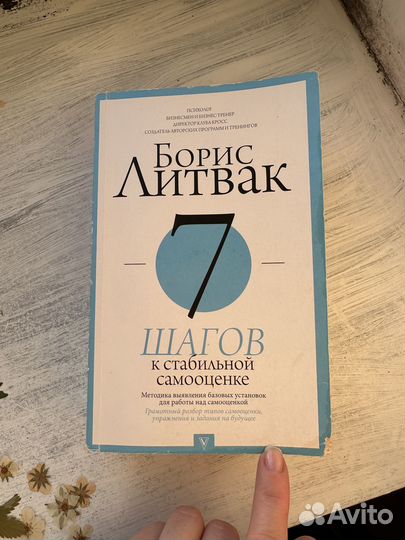 ПСИХОЛОГ
БИЗНЕСМЕН И БИЗНЕС-ТРЕНЕР
ДИРЕКТОР КЛУБА КРОСС
СОЗДАТЕЛЬ АВТОРСКИХ ПРОГРАММ И ТРЕНИНГОВ
БОРИС
ЛИТВАК
7
ШАГОВ
К СТАБИЛЬНОЙ
САМООЦЕНКЕ
Методика выявления базовых установок
для работы над самооценкой
Грамотный разбор типов самооценки,
упражнения и задания на будущее
Avito